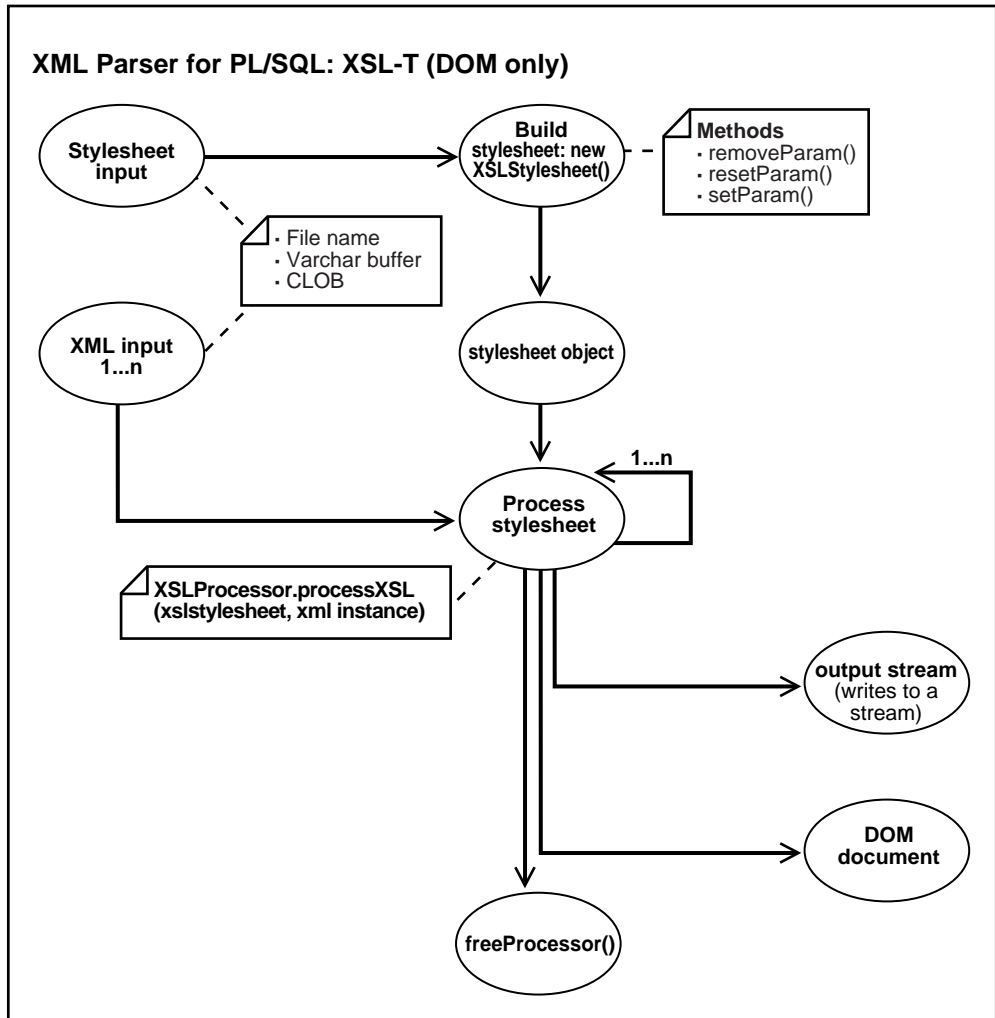 XML Parser for PL/SQL: XSL-T (DOM only)
Stylesheet
input
Build
stylesheet: new
XSLStylesheet()
Methods
· removeParam()
· resetParam()
· setParam()
· File name
· Varchar buffer
· CLOB
XML input
1...n
stylesheet object
1...n
Process
stylesheet
XSLProcessor.processXSL
(xslstylesheet, xml instance)
output stream
(writes to a
stream)
DOM
document
freeProcessor()